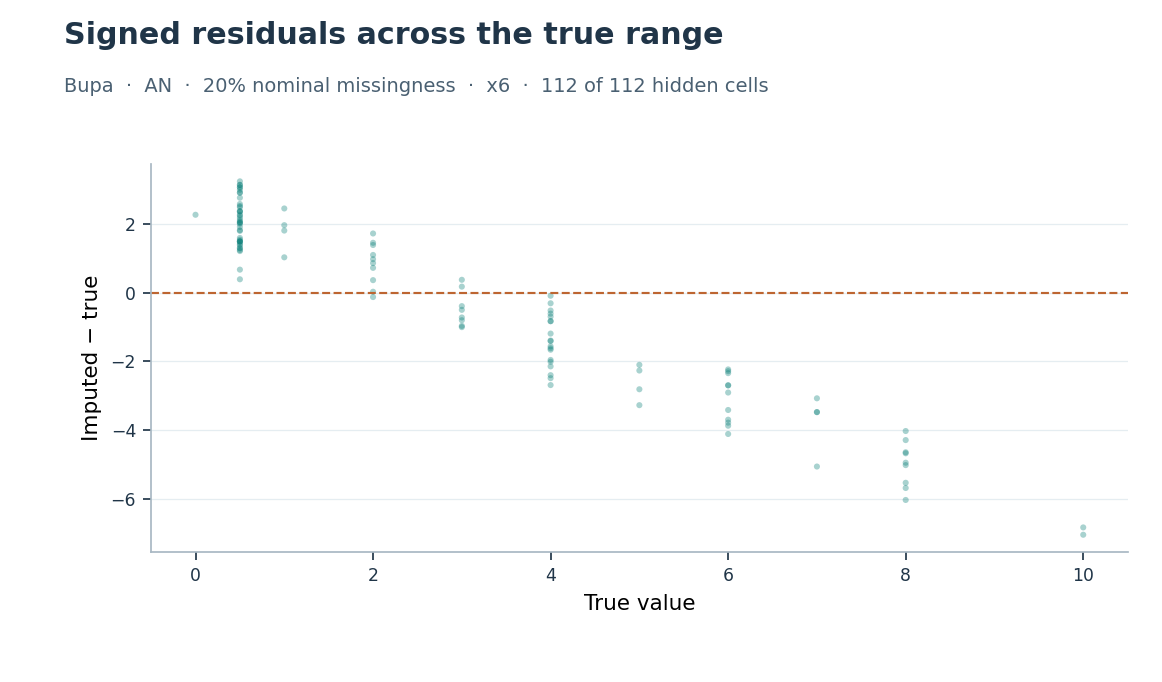 Signed residuals across the true range
Bupa · AN · 20% nominal missingness · x6 · 112 of 112 hidden cells
Imputed − true
2
0
−2
−4
−6
0 2 4 6 8 10
True value